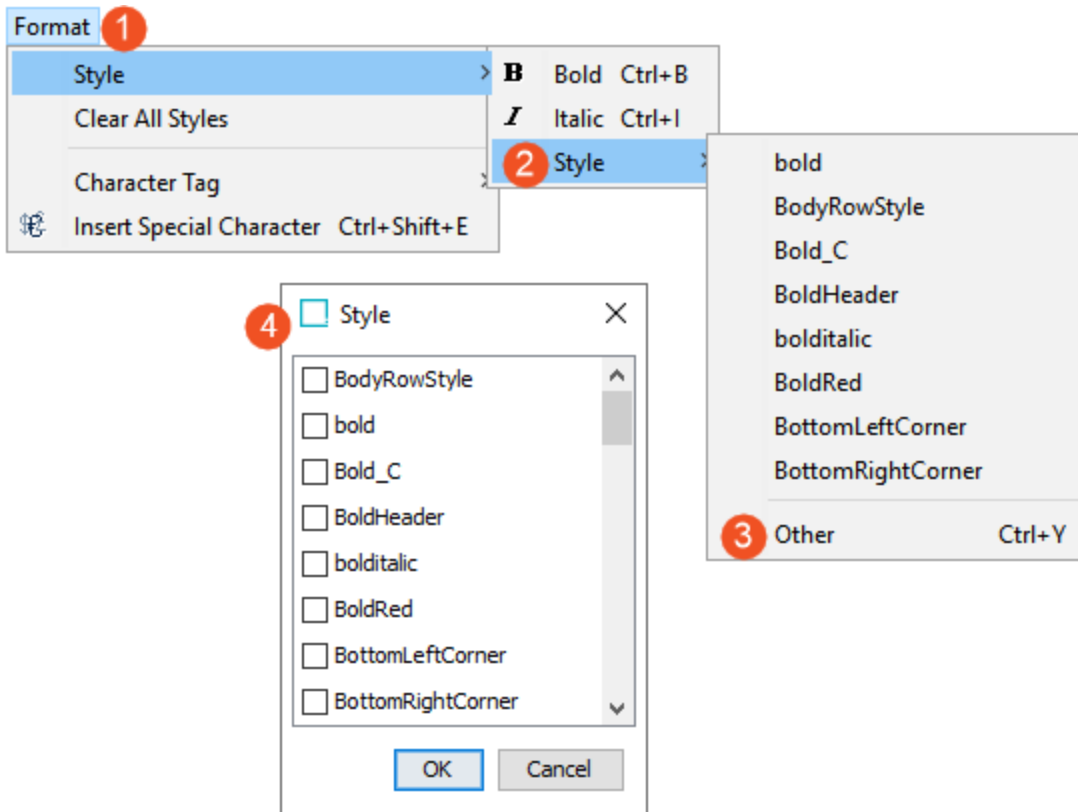 Format 1
Style
Clear All Styles
Character Tag
Insert Special Character Ctrl+Shift+E
B Bold Ctrl+B
I Italic Ctrl+I
2 Style
bold
BodyRowStyle
Bold_C
BoldHeader
bolditalic
BoldRed
BottomLeftCorner
BottomRightCorner
3 Other Ctrl+Y
4 Style
BodyRowStyle
bold
Bold_C
BoldHeader
bolditalic
BoldRed
BottomLeftCorner
BottomRightCorner
OK Cancel